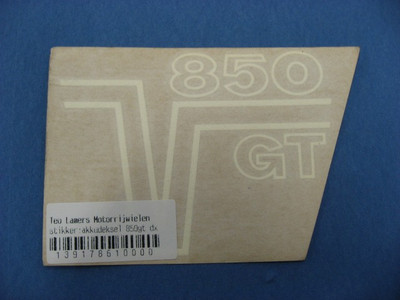 850
GT
Teo Lamers Motorrijwielen
stikker:akkudeksel 850gt dx
139178610000